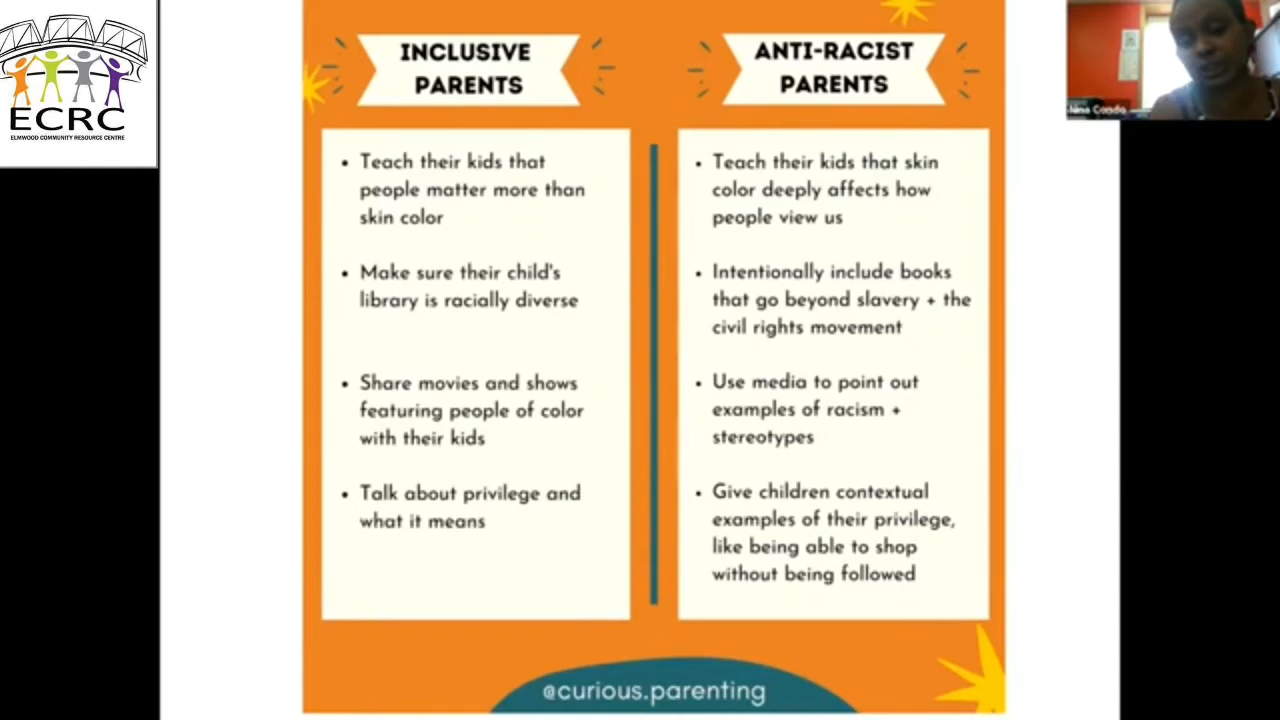 ECRC
ELMWOOD COMMUNITY RESOURCE CENTRE
INCLUSIVE
PARENTS
• Teach their kids that
people matter more than
skin color
• Make sure their child's
library is racially diverse
• Share movies and shows
featuring people of color
with their kids
• Talk about privilege and
what it means
ANTI-RACIST
PARENTS
• Teach their kids that skin
color deeply affects how
people view us
• Intentionally include books
that go beyond slavery + the
civil rights movement
• Use media to point out
examples of racism +
stereotypes
• Give children contextual
examples of their privilege,
like being able to shop
without being followed
@curious.parenting
Nina Condo